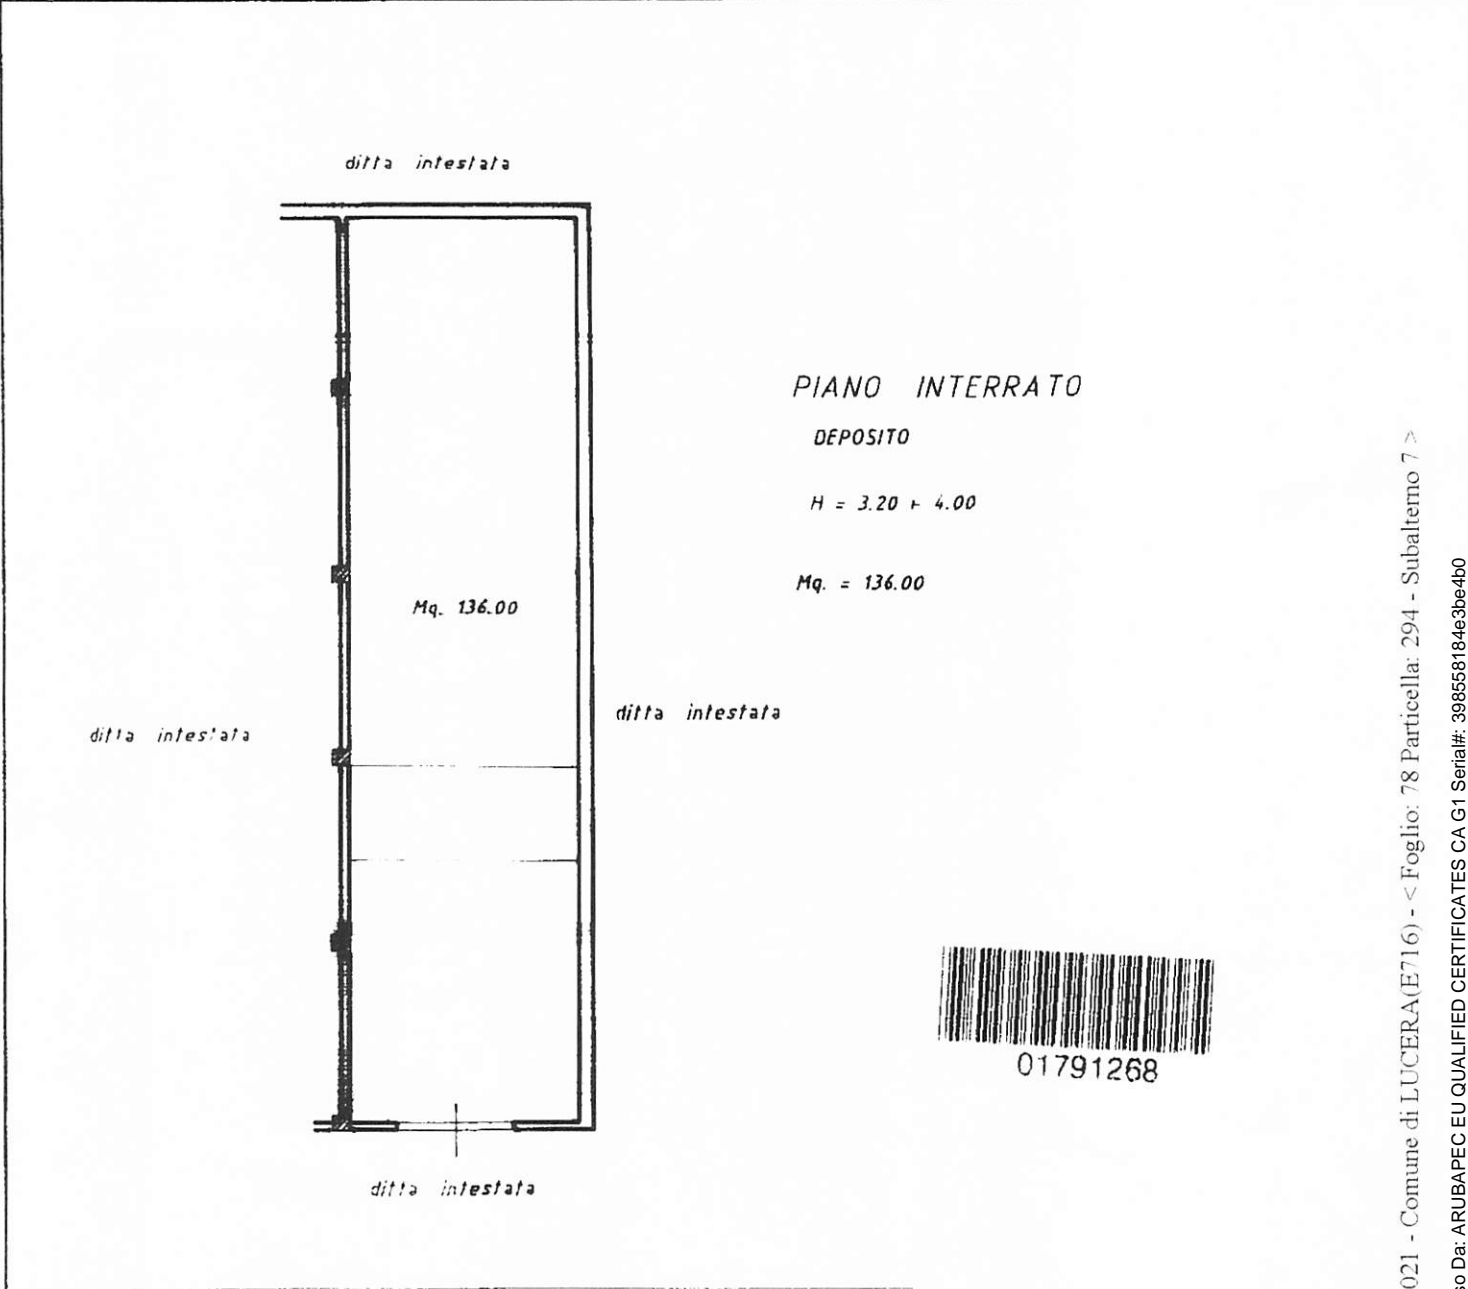 ditta intestata
PIANO INTERRATO
DEPOSITO
H = 3.20 ÷ 4.00
Mq. = 136.00
Mq. 136.00
ditta intestata
ditta intestata
01791268
ditta intestata
021 - Comune di LUCERA(E716) - < Foglio: 78 Particella: 294 - Subalterno 7 >
so Da: ARUBAPEC EU QUALIFIED CERTIFICATES CA G1 Serial#: 398558184e3be4b0